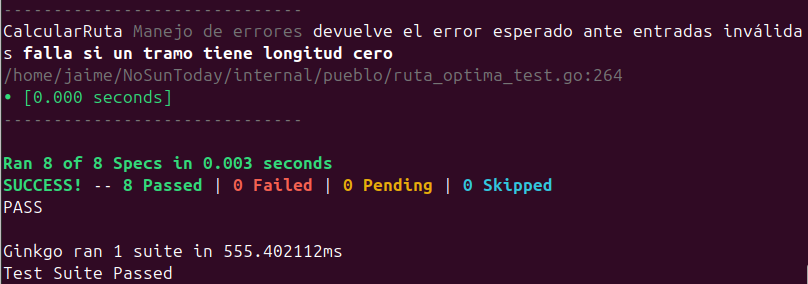 ------------------------------
CalcularRuta Manejo de errores devuelve el error esperado ante entradas inválida
s falla si un tramo tiene longitud cero
/home/jaime/NoSunToday/internal/pueblo/ruta_optima_test.go:264
• [0.000 seconds]
------------------------------
Ran 8 of 8 Specs in 0.003 seconds
SUCCESS! -- 8 Passed | 0 Failed | 0 Pending | 0 Skipped
PASS
Ginkgo ran 1 suite in 555.402112ms
Test Suite Passed